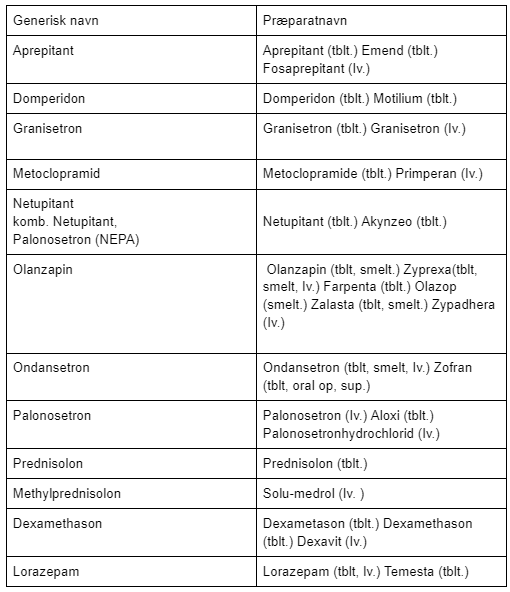 Generisk navn
Præparatnavn
Aprepitant
Aprepitant (tblt.) Emend (tblt.)
Fosaprepitant (Iv.)
Domperidon
Domperidon (tblt.) Motilium (tblt.)
Granisetron
Granisetron (tblt.) Granisetron (Iv.)
Metoclopramid
Metoclopramide (tblt.) Primperan (Iv.)
Netupitant
komb. Netupitant,
Palonosetron (NEPA)
Netupitant (tblt.) Akynzeo (tblt.)
Olanzapin
Olanzapin (tblt, smelt.) Zyprexa(tblt,
smelt, Iv.) Farpenta (tblt.) Olazop
(smelt.) Zalasta (tblt, smelt.) Zypadhera
(Iv.)
Ondansetron
Ondansetron (tblt, smelt, Iv.) Zofran
(tblt, oral op, sup.)
Palonosetron
Palonosetron (Iv.) Aloxi (tblt.)
Palonosetronhydrochlorid (Iv.)
Prednisolon
Prednisolon (tblt.)
Methylprednisolon
Solu-medrol (Iv. )
Dexamethason
Dexametason (tblt.) Dexamethason
(tblt.) Dexavit (Iv.)
Lorazepam
Lorazepam (tblt, Iv.) Temesta (tblt.)